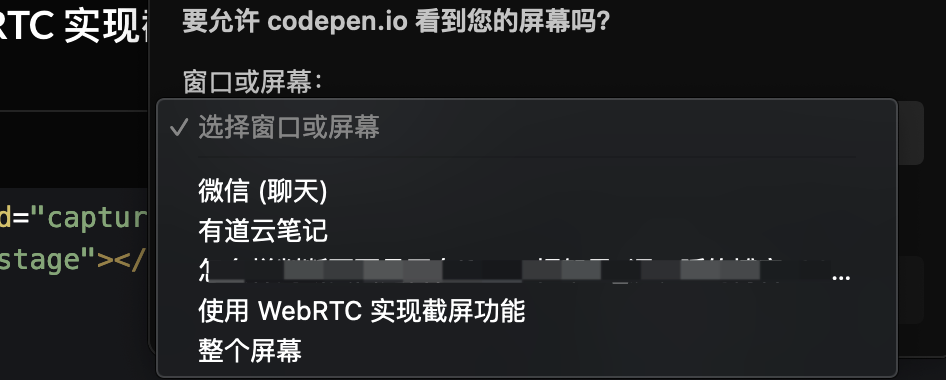 RTC 实现
要允许 codepen.io 看到您的屏幕吗？
窗口或屏幕：
选择窗口或屏幕
微信 (聊天)
d="captur
有道云笔记
stage"></
...
使用 WebRTC 实现截屏功能
整个屏幕